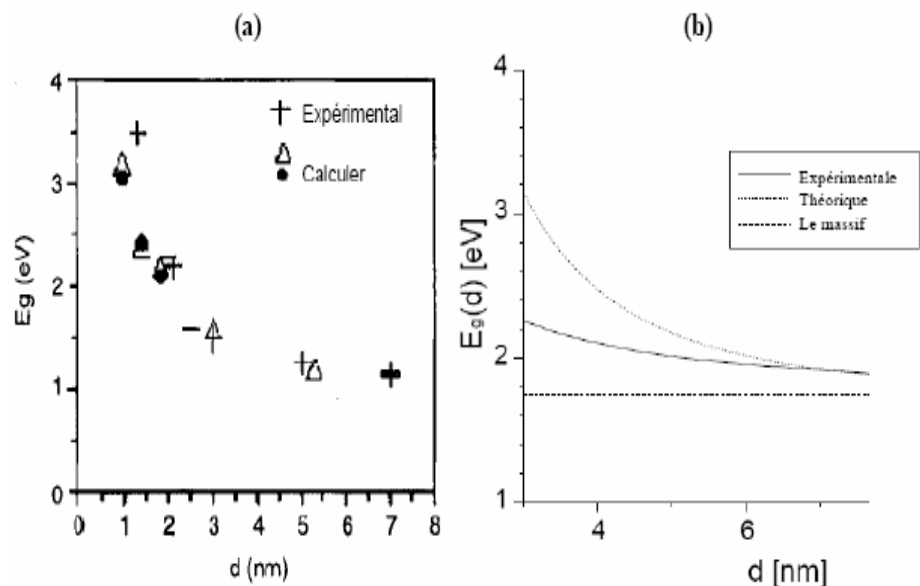 (a)
(b)
4
3
2
1
0
Eg (eV)
Expérimental
Calculer
0 1 2 3 4 5 6 7 8
d (nm)
4
3
2
1
E₉(d) [eV]
Expérimentale
Théorique
Le massif
4 6
d [nm]